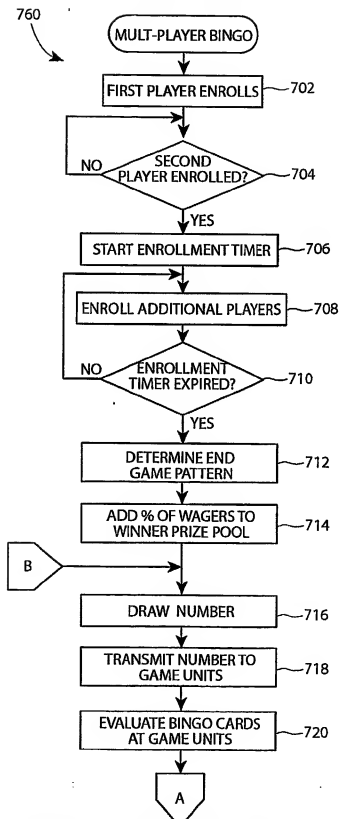 760
MULT-PLAYER BINGO
FIRST PLAYER ENROLLS
702
NO
SECOND
PLAYER ENROLLED?
704
YES
START ENROLLMENT TIMER
706
ENROLL ADDITIONAL PLAYERS
708
NO
ENROLLMENT
TIMER EXPIRED?
710
YES
DETERMINE END
GAME PATTERN
712
ADD % OF WAGERS TO
WINNER PRIZE POOL
714
B
DRAW NUMBER
716
TRANSMIT NUMBER TO
GAME UNITS
718
EVALUATE BINGO CARDS
AT GAME UNITS
720
A